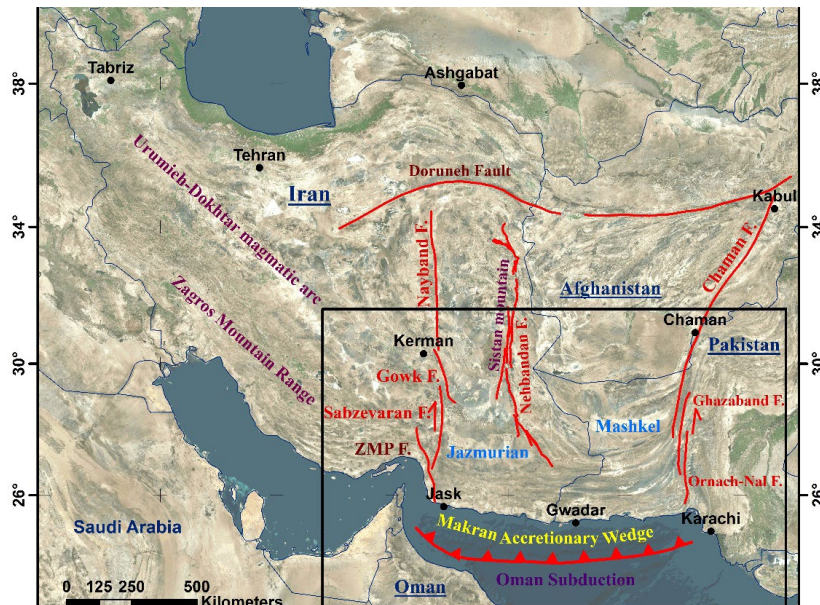 Tabriz
Ashgabat
38°
38°
Tehran
Doruneh Fault
Iran
Kabul
Urumieh-Dokhtar magmatic arc
34°
34°
Nayband F.
Chaman F.
Sistan mountain
Afghanistan
Zagros Mountain Range
Chaman
Kerman
Nehbandan F.
Pakistan
30°
30°
Gowk F.
Ghazaband F.
Sabzevaran F.
Mashkel
ZMP F.
Jazmurian
Ornach-Nal F.
26°
26°
Jask
Gwadar
Karachi
Saudi Arabia
Makran Accretionary Wedge
Oman
Oman Subduction
0 125 250 500
Kilometers